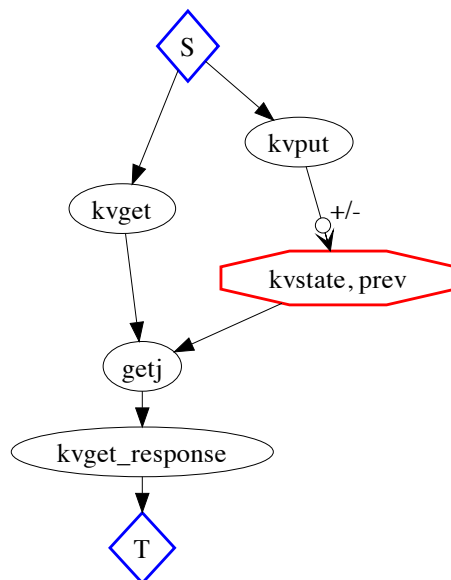 S
kvput
+/-
kvget
kvstate, prev
getj
kvget_response
T